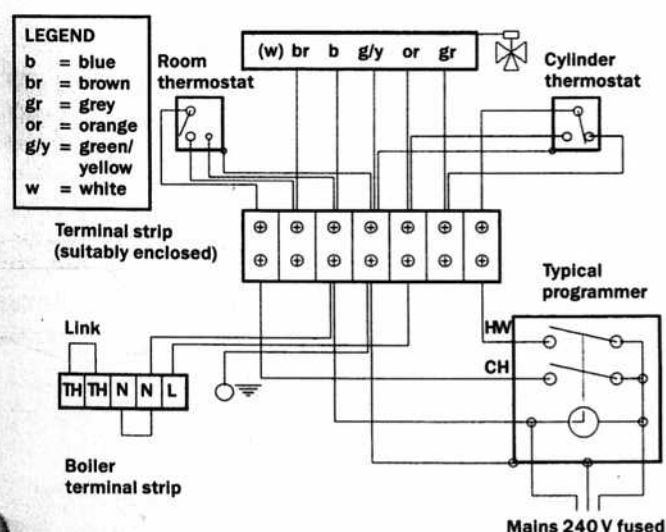 LEGEND
b = blue
br = brown
gr = grey
or = orange
g/y = green/
yellow
w = white
Room
thermostat
(w) br b g/y or gr
Cylinder
thermostat
Terminal strip
(suitably enclosed)
Typical
programmer
HW
CH
Link
TH TH N N L
Boiler
terminal strip
Mains 240 V fused